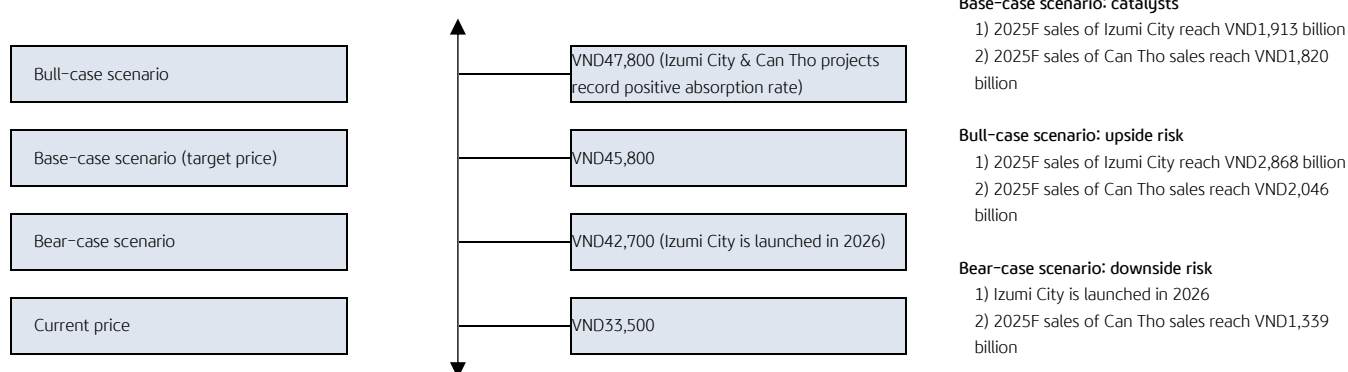 Bull-case scenario
VND47,800 (Izumi City & Can Tho projects
record positive absorption rate)
Base-case scenario (target price)
VND45,800
Bear-case scenario
VND42,700 (Izumi City is launched in 2026)
Current price
VND33,500
Base-case scenario: catalysts
1) 2025F sales of Izumi City reach VND1,913 billion
2) 2025F sales of Can Tho sales reach VND1,820
billion
Bull-case scenario: upside risk
1) 2025F sales of Izumi City reach VND2,868 billion
2) 2025F sales of Can Tho sales reach VND2,046
billion
Bear-case scenario: downside risk
1) Izumi City is launched in 2026
2) 2025F sales of Can Tho sales reach VND1,339
billion